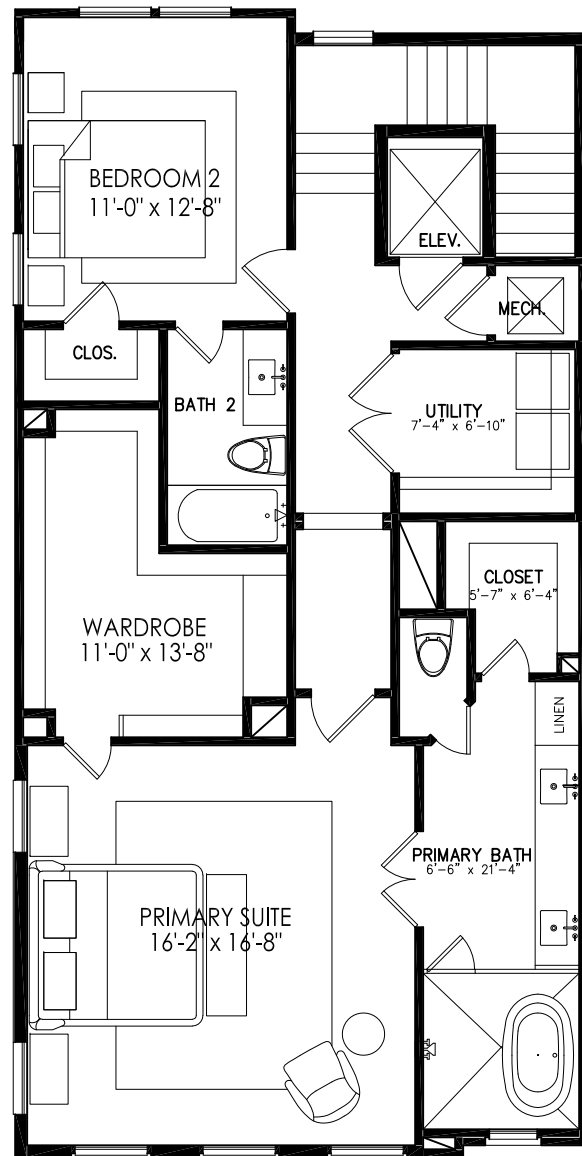 BEDROOM 2
11'-0" x 12'-8"
ELEV.
MECH.
CLOS.
BATH 2
UTILITY
7'-4" x 6'-10"
CLOSET
5'-7" x 6'-4"
WARDROBE
11'-0" x 13'-8"
LINEN
PRIMARY BATH
6'-6" x 21'-4"
PRIMARY SUITE
16'-2" x 16'-8"